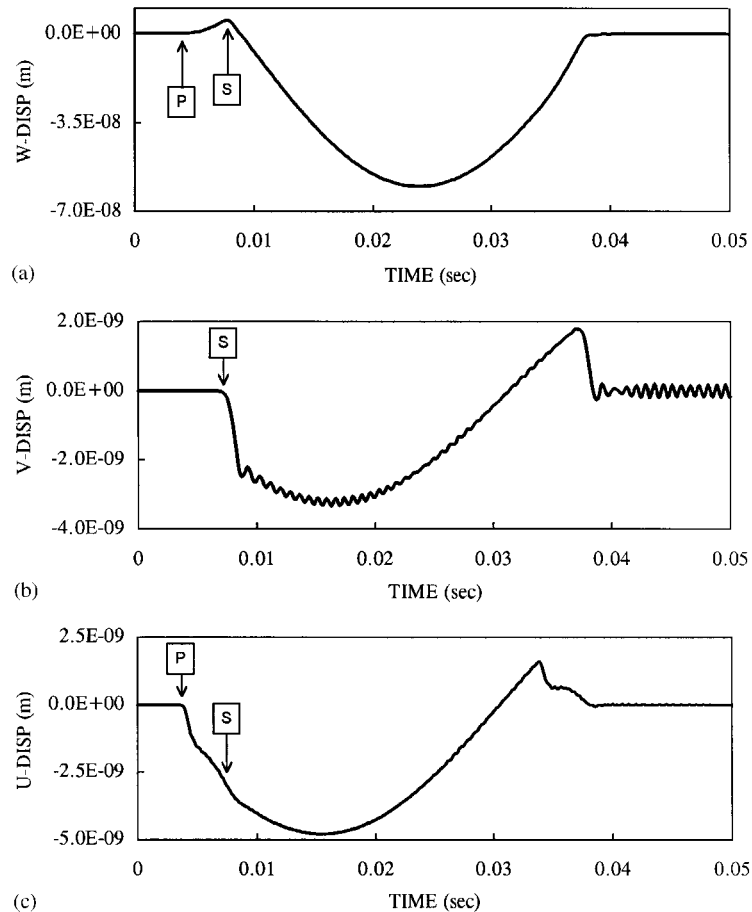 0.0E+00
-3.5E-08
-7.0E-08
W-DISP (m)
P
S
0 0.01 0.02 0.03 0.04 0.05
TIME (sec)
(a)
2.0E-09
0.0E+00
-2.0E-09
-4.0E-09
V-DISP (m)
S
0 0.01 0.02 0.03 0.04 0.05
TIME (sec)
(b)
2.5E-09
0.0E+00
-2.5E-09
-5.0E-09
U-DISP (m)
P
S
0 0.01 0.02 0.03 0.04 0.05
TIME (sec)
(c)